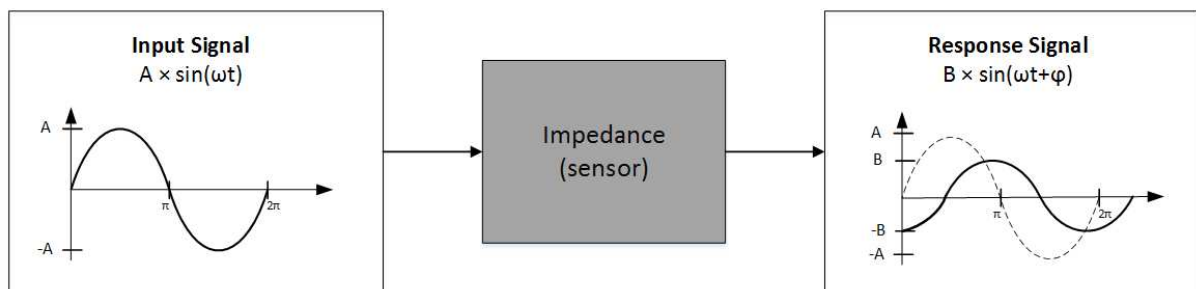 Input Signal
A × sin(ωt)
A
-A
π
2π
Impedance
(sensor)
Response Signal
B × sin(ωt+φ)
A
B
-B
-A
π
2π